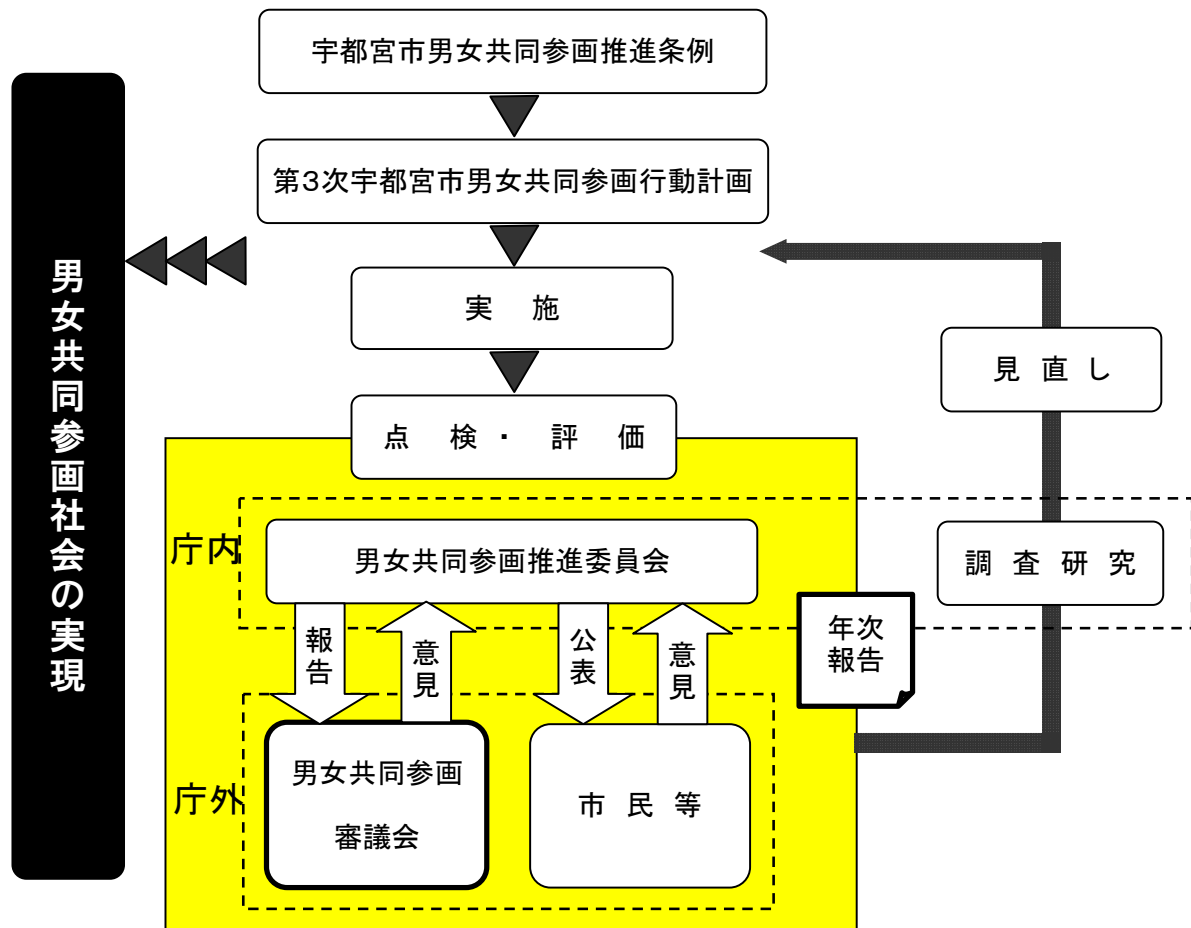 宇都宮市男女共同参画推進条例
第3次宇都宮市男女共同参画行動計画
男女共同参画社会の実現
実 施
見 直 し
点 検 ・ 評 価
庁内
男女共同参画推進委員会
調 査 研 究
報告
意見
公表
意見
年次
報告
庁外
男女共同参画
審議会
市 民 等